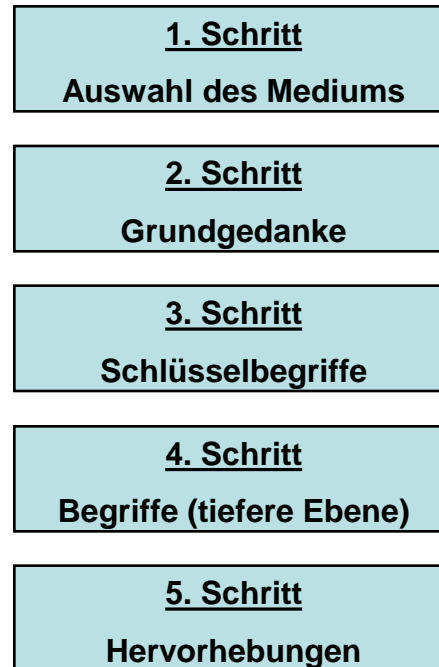 1. Schritt
Auswahl des Mediums
2. Schritt
Grundgedanke
3. Schritt
Schlüsselbegriffe
4. Schritt
Begriffe (tiefere Ebene)
5. Schritt
Hervorhebungen